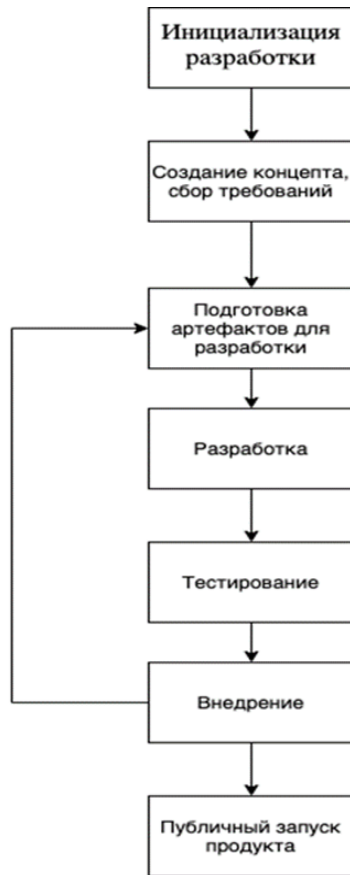 Инициализация
разработки
Создание концепта,
сбор требований
Подготовка
артефактов для
разработки
Разработка
Тестирование
Внедрение
Публичный запуск
продукта